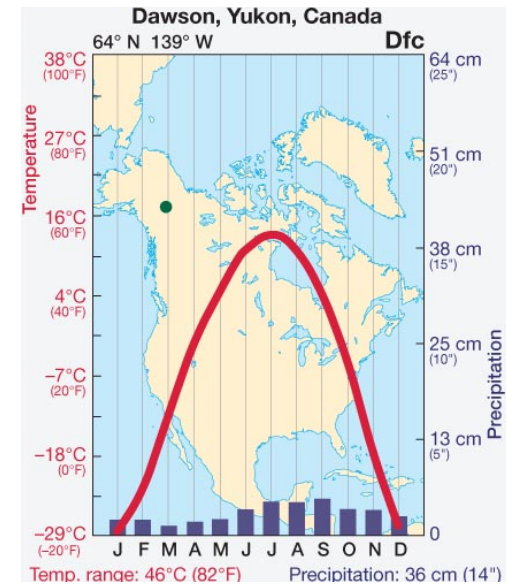 Dawson, Yukon, Canada
64° N 139° W Dfc
38°C
(100°F)
27°C
(80°F)
16°C
(60°F)
4°C
(40°F)
–7°C
(20°F)
–18°C
(0°F)
–29°C
(–20°F)
Temperature
64 cm
(25")
51 cm
(20")
38 cm
(15")
25 cm
(10")
13 cm
(5")
0
Precipitation
J F M A M J J A S O N D
Temp. range: 46°C (82°F) Precipitation: 36 cm (14")